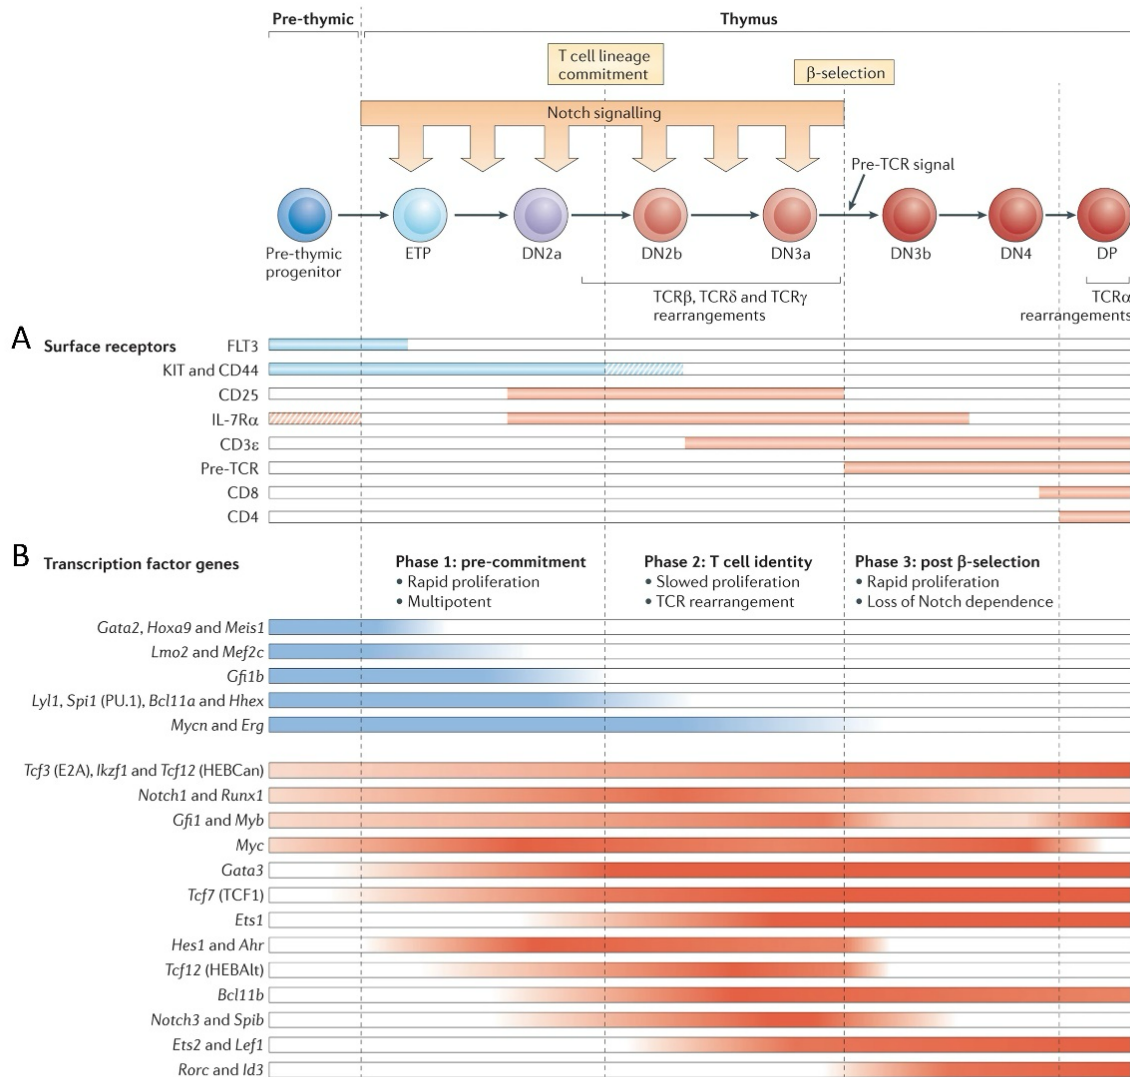 Pre-thymic
Thymus
T cell lineage
commitment
β-selection
Notch signalling
Pre-TCR signal
Pre-thymic
progenitor
ETP
DN2a
DN2b
DN3a
DN3b
DN4
DP
TCRβ, TCRδ and TCRγ
rearrangements
TCRα
rearrangements
A
Surface receptors
FLT3
KIT and CD44
CD25
IL-7Rα
CD3ε
Pre-TCR
CD8
CD4
B
Transcription factor genes
Phase 1: pre-commitment
• Rapid proliferation
• Multipotent
Phase 2: T cell identity
• Slowed proliferation
• TCR rearrangement
Phase 3: post β-selection
• Rapid proliferation
• Loss of Notch dependence
Gata2, Hoxa9 and Meis1
Lmo2 and Mef2c
Gfi1b
Lyl1, Spi1 (PU.1), Bcl11a and Hhex
Mycn and Erg
Tcf3 (E2A), Ikzf1 and Tcf12 (HEBCan)
Notch1 and Runx1
Gfi1 and Myb
Myc
Gata3
Tcf7 (TCF1)
Ets1
Hes1 and Ahr
Tcf12 (HEBAlt)
Bcl11b
Notch3 and Spib
Ets2 and Lef1
Rorc and Id3